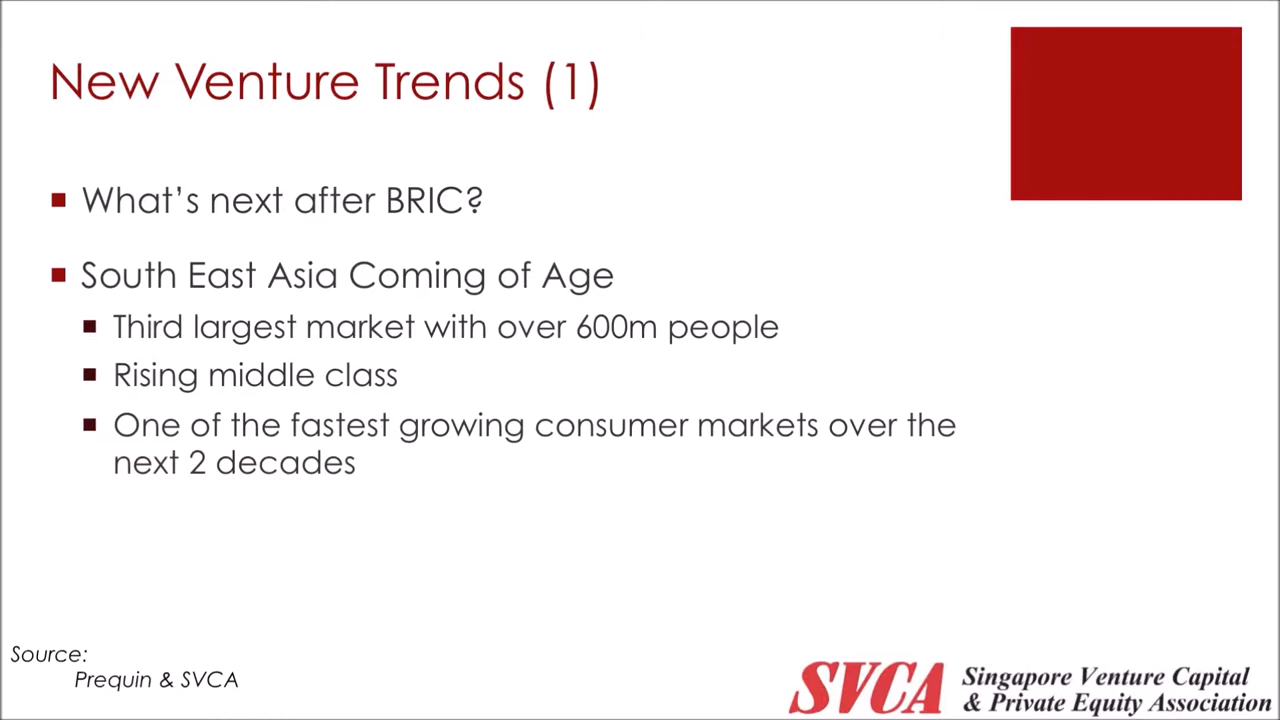 New Venture Trends (1)
What's next after BRIC?
South East Asia Coming of Age
Third largest market with over 600m people
Rising middle class
One of the fastest growing consumer markets over the
next 2 decades
Source:
Prequin & SVCA
SVCA
Singapore Venture Capital
& Private Equity Association